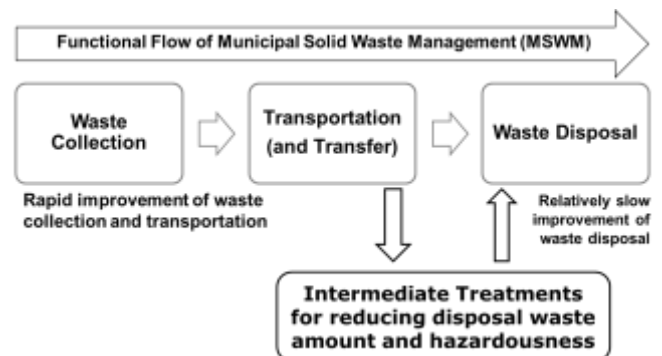 Functional Flow of Municipal Solid Waste Management (MSWM)
Waste
Collection
Transportation
(and Transfer)
Waste Disposal
Rapid improvement of waste
collection and transportation
Relatively slow
improvement of
waste disposal
Intermediate Treatments
for reducing disposal waste
amount and hazardousness